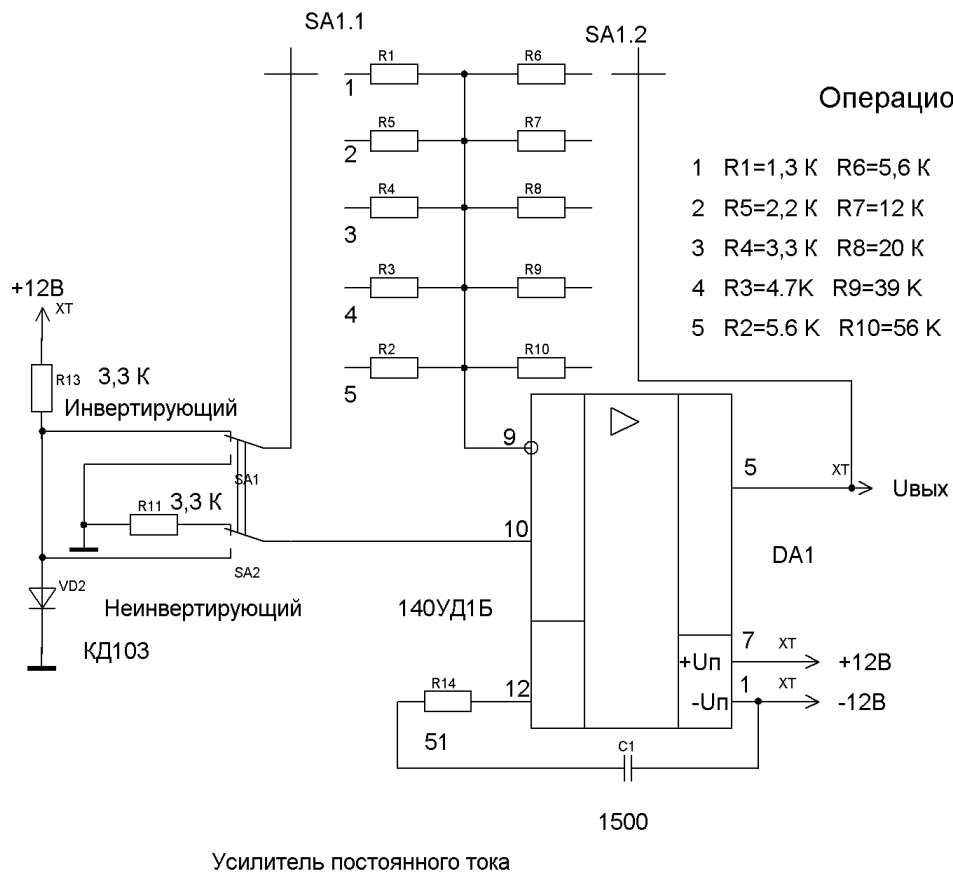 SA1.1
SA1.2
R1
R6
1
R5
R7
2
R4
R8
3
R3
R9
4
R2
R10
5
Операцио
1 R1=1,3 К R6=5,6 К
2 R5=2,2 К R7=12 К
3 R4=3,3 К R8=20 К
4 R3=4.7K R9=39 К
5 R2=5.6 К R10=56 К
+12В
XT
R13 3,3 К
Инвертирующий
SA1
R11 3,3 К
SA2
VD2
Неинвертирующий
КД103
9
10
140УД1Б
12
R14
51
5
XT
Uвых
DA1
7
XT
+Uп
+12В
1
XT
-Uп
-12В
C1
1500
Усилитель постоянного тока